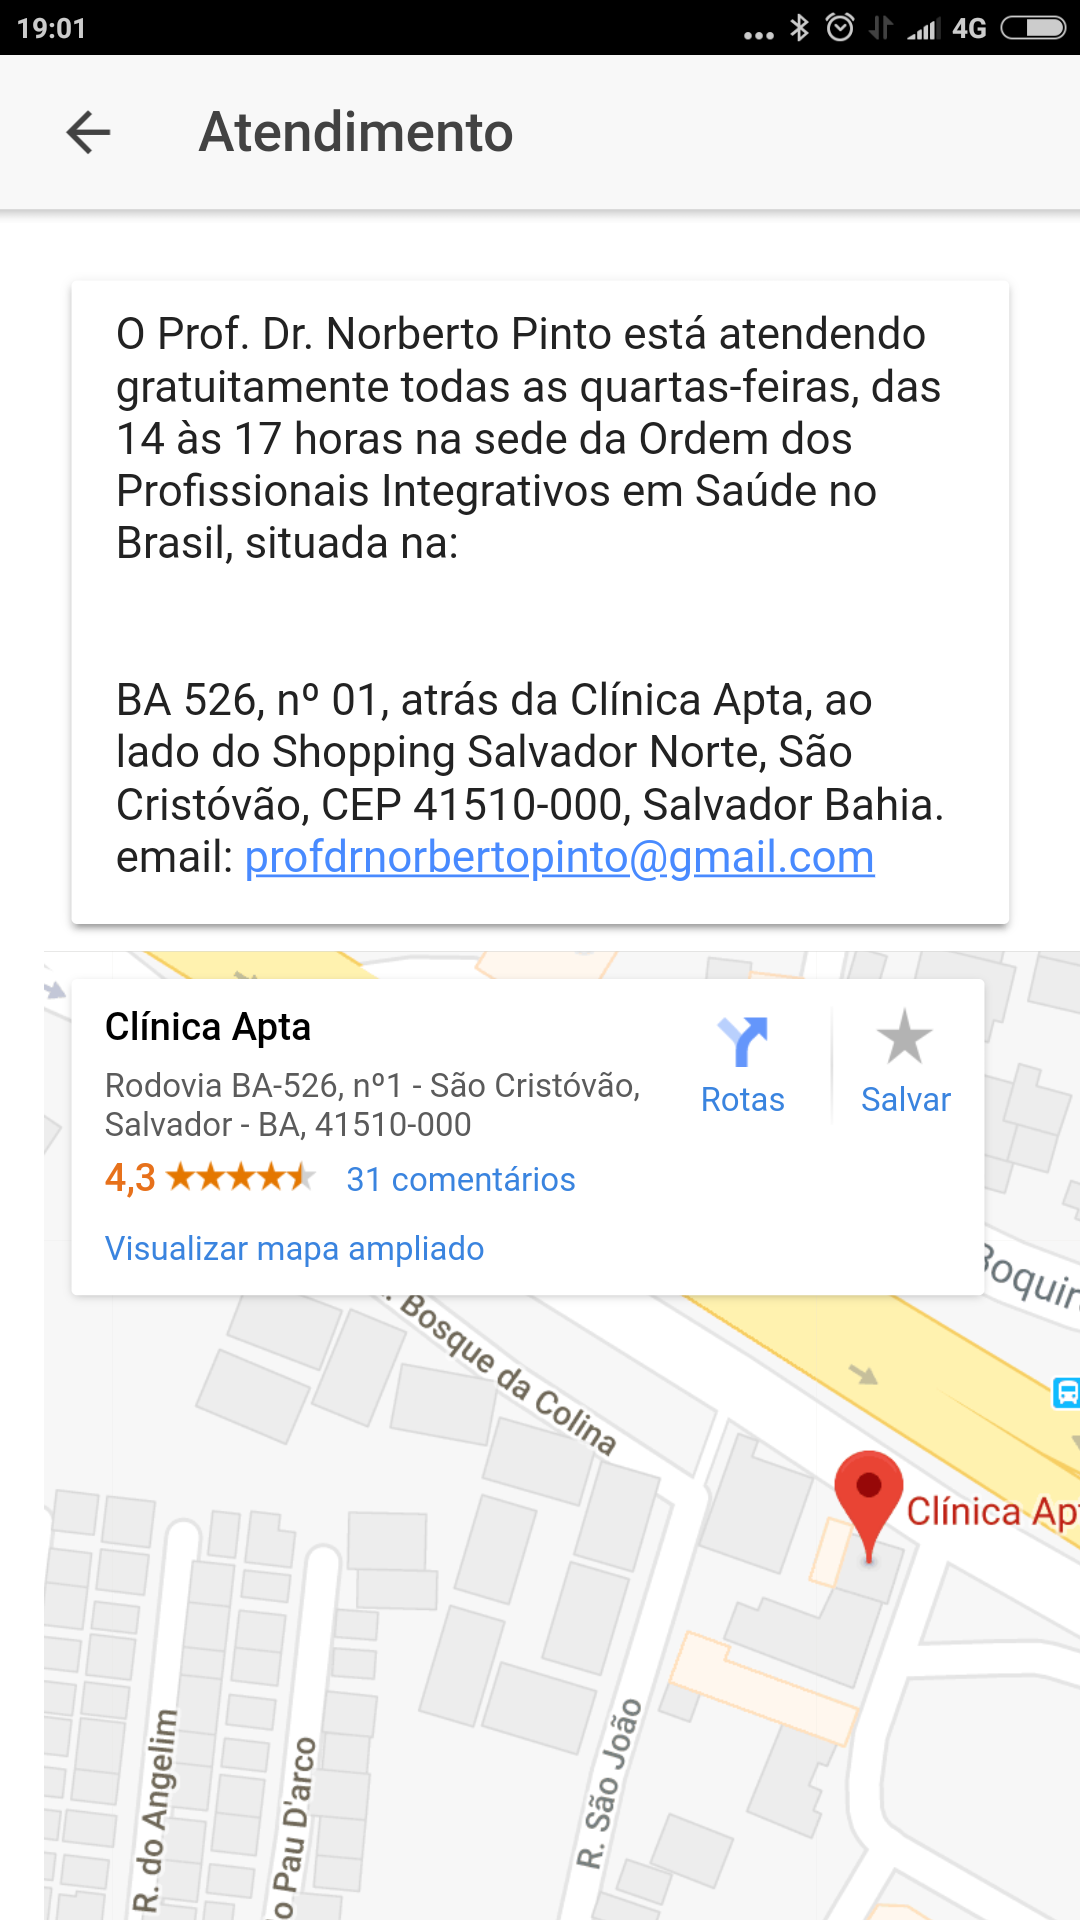 19:01
4G
Atendimento
O Prof. Dr. Norberto Pinto está atendendo
gratuitamente todas as quartas-feiras, das
14 às 17 horas na sede da Ordem dos
Profissionais Integrativos em Saúde no
Brasil, situada na:
BA 526, nº 01, atrás da Clínica Apta, ao
lado do Shopping Salvador Norte, São
Cristóvão, CEP 41510-000, Salvador Bahia.
email: profdrnorbertopinto@gmail.com
Clínica Apta
Rodovia BA-526, nº1 - São Cristóvão,
Salvador - BA, 41510-000
4,3
31 comentários
Visualizar mapa ampliado
Rotas
Salvar
Boquir
Bosque da Colina
Clínica Ap
R. São João
R. do Angelim
o Pau D'arco